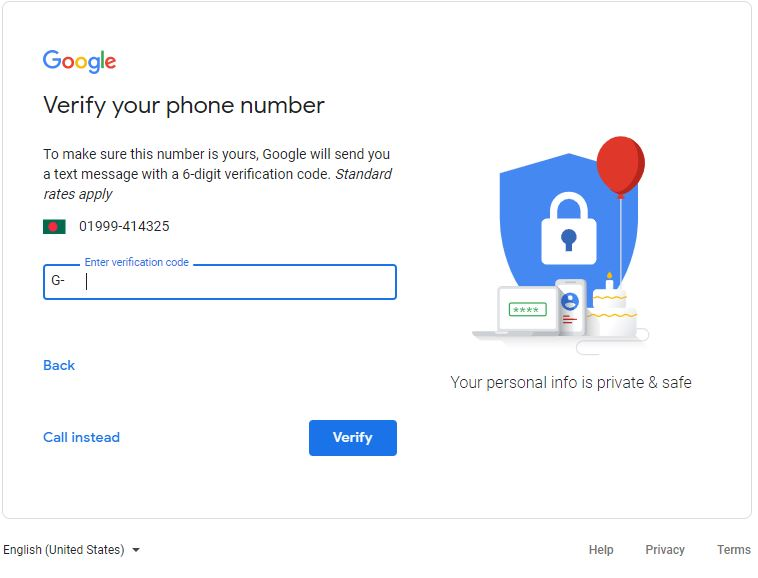 Google
Verify your phone number
To make sure this number is yours, Google will send you
a text message with a 6-digit verification code. Standard
rates apply
01999-414325
Enter verification code
G-
Back
Call instead
Verify
****
Your personal info is private & safe
English (United States)
Help
Privacy
Terms